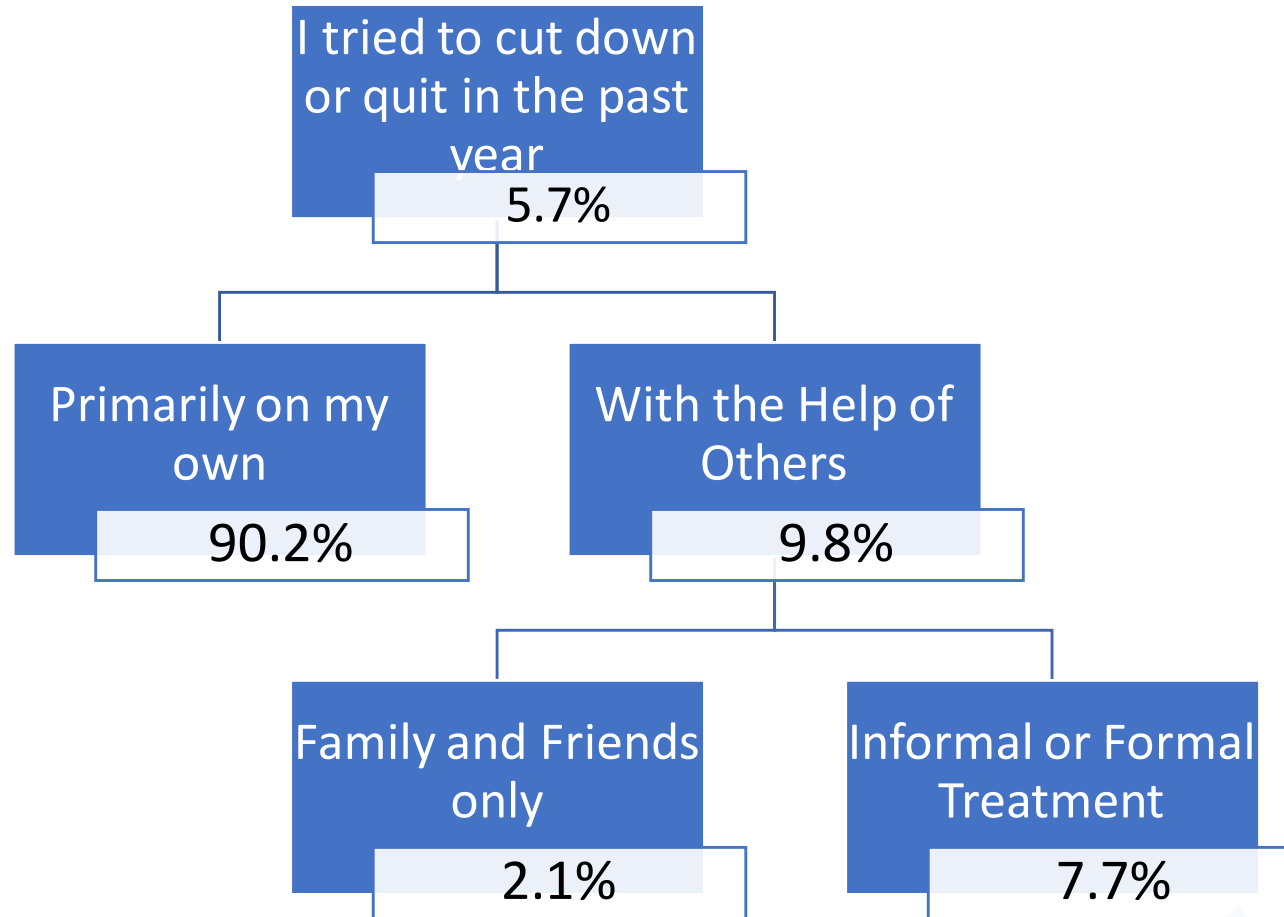 I tried to cut down
or quit in the past
year
5.7%
Primarily on my
own
90.2%
With the Help of
Others
9.8%
Family and Friends
only
2.1%
Informal or Formal
Treatment
7.7%